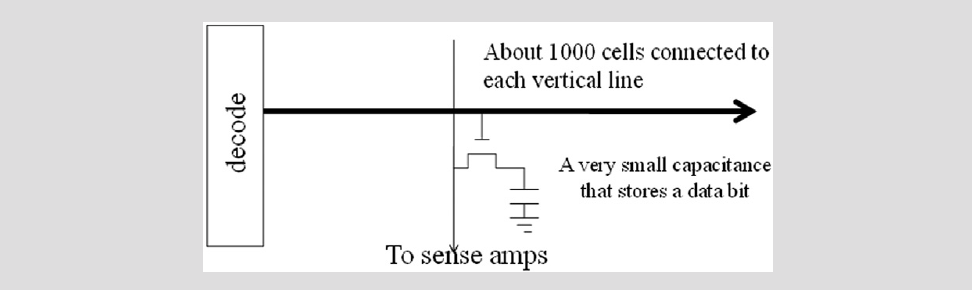 decode
About 1000 cells connected to
each vertical line
A very small capacitance
that stores a data bit
To sense amps